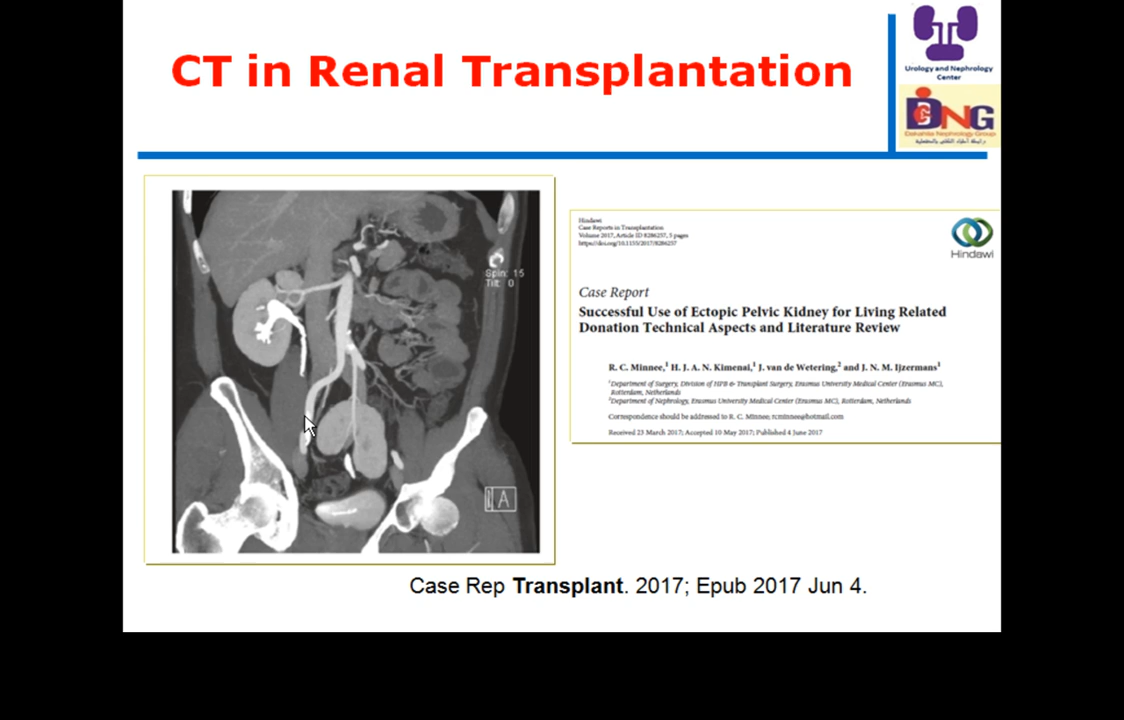 CT in Renal Transplantation
Urology and Nephrology
Center
DNG
Dakahlia Nephrology Group
Spin: 15
Tilt: 0
A
Hindawi
Case Reports in Transplantation
Volume 2017, Article ID 8286257, 5 pages
https://doi.org/10.1155/2017/8286257
Hindawi
Case Report
Successful Use of Ectopic Pelvic Kidney for Living Related
Donation Technical Aspects and Literature Review
R. C. Minnee,1 H. J. A. N. Kimenai,1 J. van de Wetering,2 and J. N. M. Ijzermans1
1Department of Surgery, Division of HPB & Transplant Surgery, Erasmus University Medical Center (Erasmus MC),
Rotterdam, Netherlands
2Department of Nephrology, Erasmus University Medical Center (Erasmus MC), Rotterdam, Netherlands
Correspondence should be addressed to R. C. Minnee; rcminnee@hotmail.com
Received 23 March 2017; Accepted 10 May 2017; Published 4 June 2017
Case Rep Transplant. 2017; Epub 2017 Jun 4.